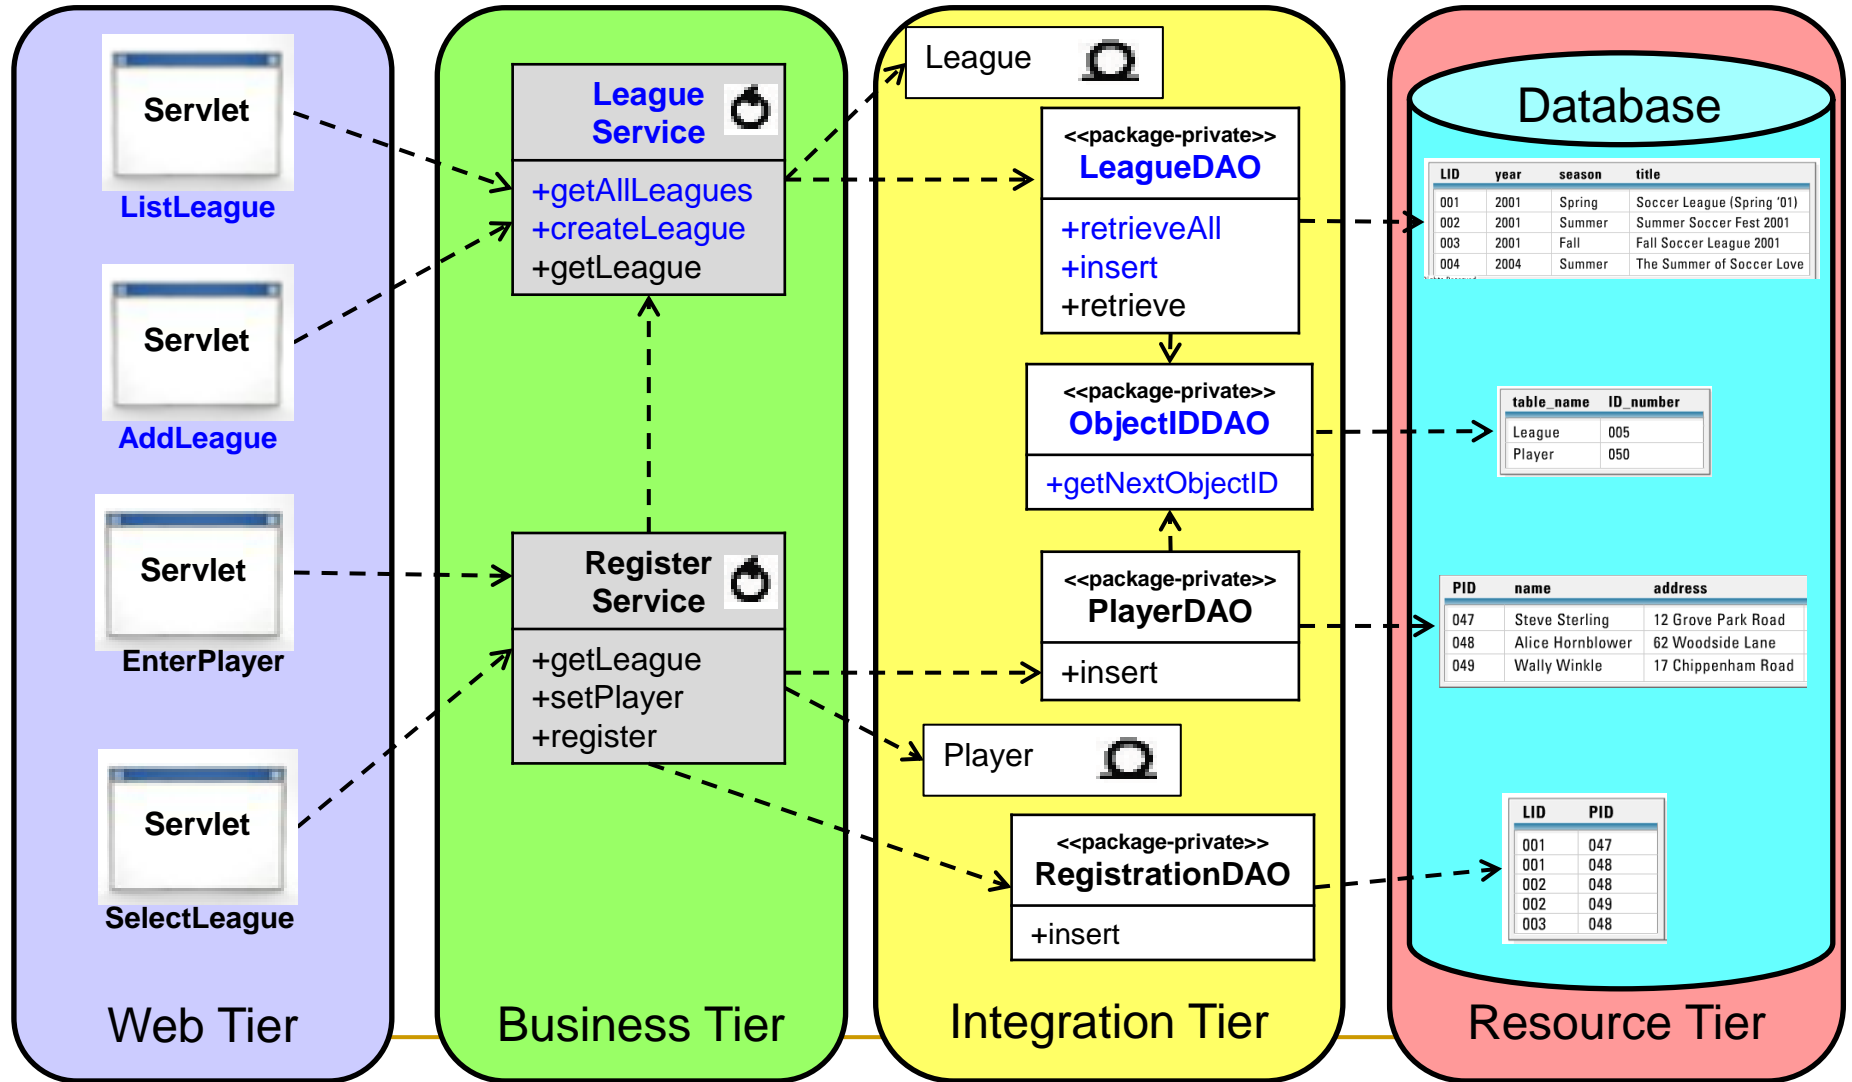 Servlet
ListLeague
Servlet
AddLeague
Servlet
EnterPlayer
Servlet
SelectLeague
Web Tier
League
Service
+getAllLeagues
+createLeague
+getLeague
Register
Service
+getLeague
+setPlayer
+register
Business Tier
League
<<package-private>>
LeagueDAO
+retrieveAll
+insert
+retrieve
<<package-private>>
ObjectIDDAO
+getNextObjectID
<<package-private>>
PlayerDAO
+insert
Player
<<package-private>>
RegistrationDAO
+insert
Integration Tier
Database
LID year season title
001 2001 Spring Soccer League (Spring '01)
002 2001 Summer Summer Soccer Fest 2001
003 2001 Fall Fall Soccer League 2001
004 2004 Summer The Summer of Soccer Love
table_name ID_number
League 005
Player 050
PID name address
047 Steve Sterling 12 Grove Park Road
048 Alice Hornblower 62 Woodside Lane
049 Wally Winkle 17 Chippenham Road
LID PID
001 047
001 048
002 048
002 049
003 048
Resource Tier